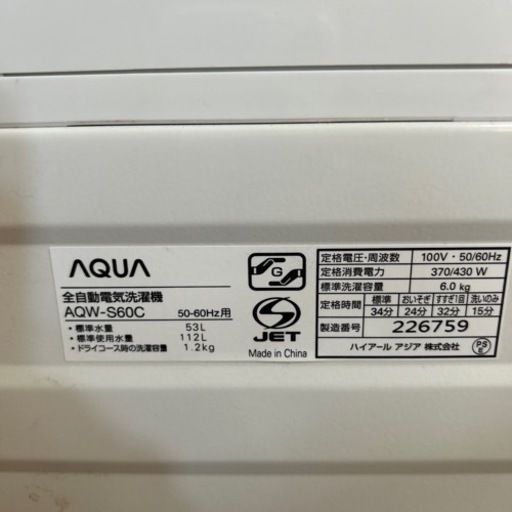 AQUA
全自動電気洗濯機
AQW-S60C 50-60Hz用
・標準水量 53L
・標準使用水量 112L
・ドライコース時の洗濯容量 1.2kg
G
S
JET
Made in China
定格電圧・周波数 100V・50/60Hz
定格消費電力 370/430 W
標準洗濯容量 6.0 kg
定格時間 標準 おいそぎ すすぎ1回 洗いのみ
34分 24分 32分 15分
製造番号 226759
ハイアール アジア 株式会社
PS
E